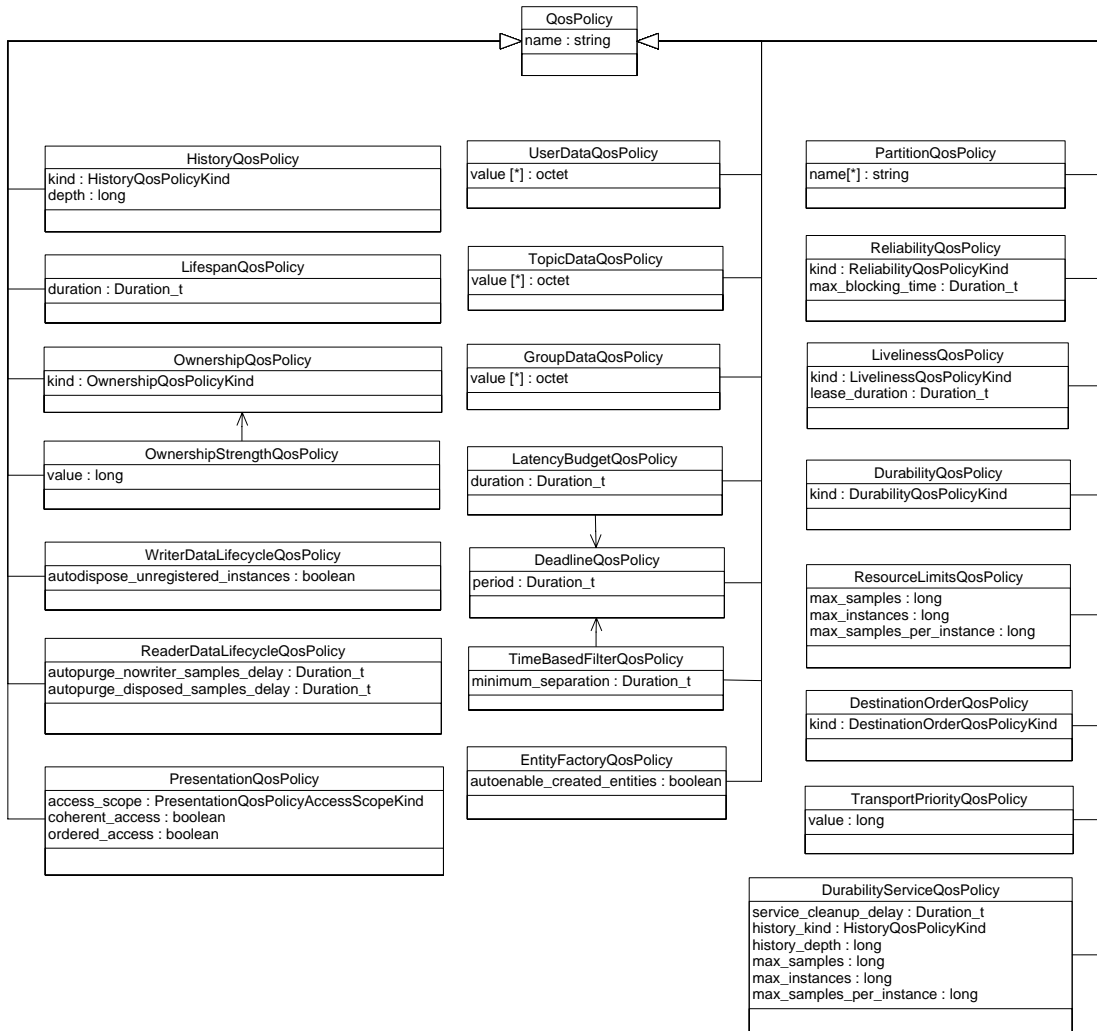 QosPolicy
name : string
HistoryQosPolicy
kind : HistoryQosPolicyKind
depth : long
LifespanQosPolicy
duration : Duration_t
OwnershipQosPolicy
kind : OwnershipQosPolicyKind
OwnershipStrengthQosPolicy
value : long
WriterDataLifecycleQosPolicy
autodispose_unregistered_instances : boolean
ReaderDataLifecycleQosPolicy
autopurge_nowriter_samples_delay : Duration_t
autopurge_disposed_samples_delay : Duration_t
PresentationQosPolicy
access_scope : PresentationQosPolicyAccessScopeKind
coherent_access : boolean
ordered_access : boolean
UserDataQosPolicy
value [*] : octet
TopicDataQosPolicy
value [*] : octet
GroupDataQosPolicy
value [*] : octet
LatencyBudgetQosPolicy
duration : Duration_t
DeadlineQosPolicy
period : Duration_t
TimeBasedFilterQosPolicy
minimum_separation : Duration_t
EntityFactoryQosPolicy
autoenable_created_entities : boolean
PartitionQosPolicy
name[*] : string
ReliabilityQosPolicy
kind : ReliabilityQosPolicyKind
max_blocking_time : Duration_t
LivelinessQosPolicy
kind : LivelinessQosPolicyKind
lease_duration : Duration_t
DurabilityQosPolicy
kind : DurabilityQosPolicyKind
ResourceLimitsQosPolicy
max_samples : long
max_instances : long
max_samples_per_instance : long
DestinationOrderQosPolicy
kind : DestinationOrderQosPolicyKind
TransportPriorityQosPolicy
value : long
DurabilityServiceQosPolicy
service_cleanup_delay : Duration_t
history_kind : HistoryQosPolicyKind
history_depth : long
max_samples : long
max_instances : long
max_samples_per_instance : long